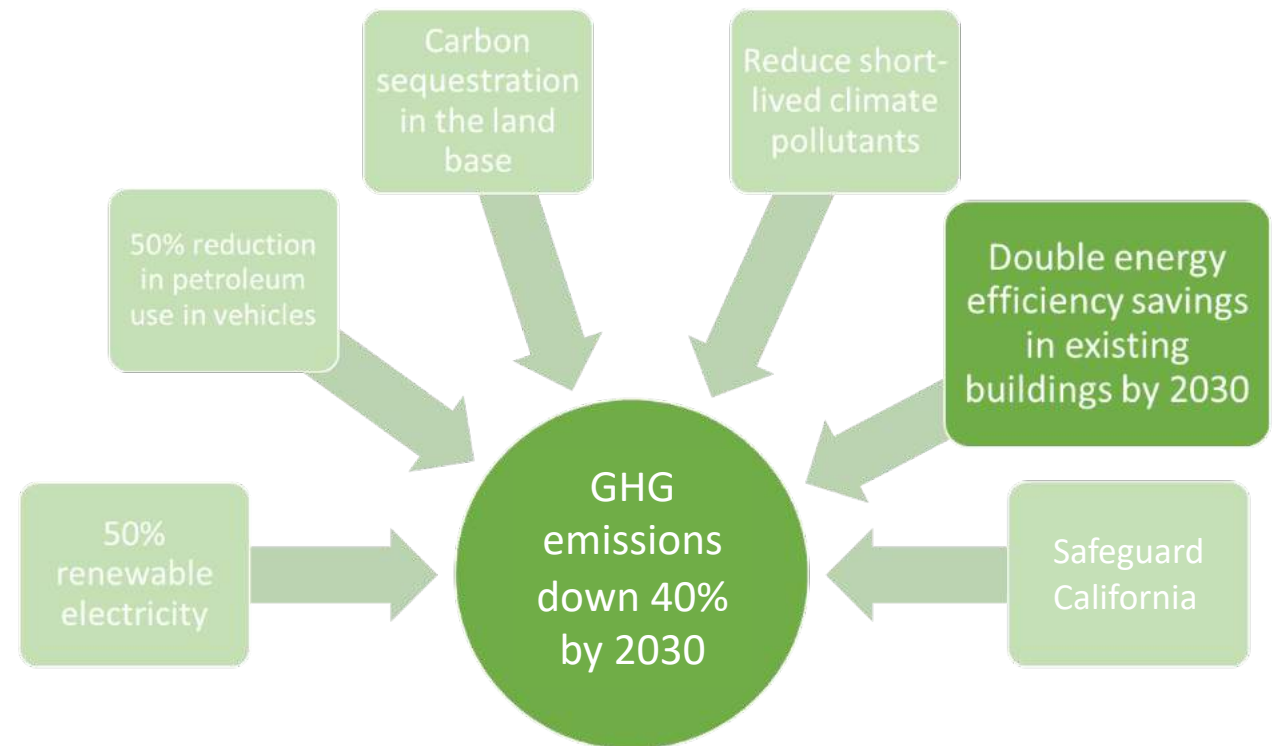 Carbon
sequestration
in the land
base
Reduce short-
lived climate
pollutants
50% reduction
in petroleum
use in vehicles
Double energy
efficiency savings
in existing
buildings by 2030
50%
renewable
electricity
GHG
emissions
down 40%
by 2030
Safeguard
California